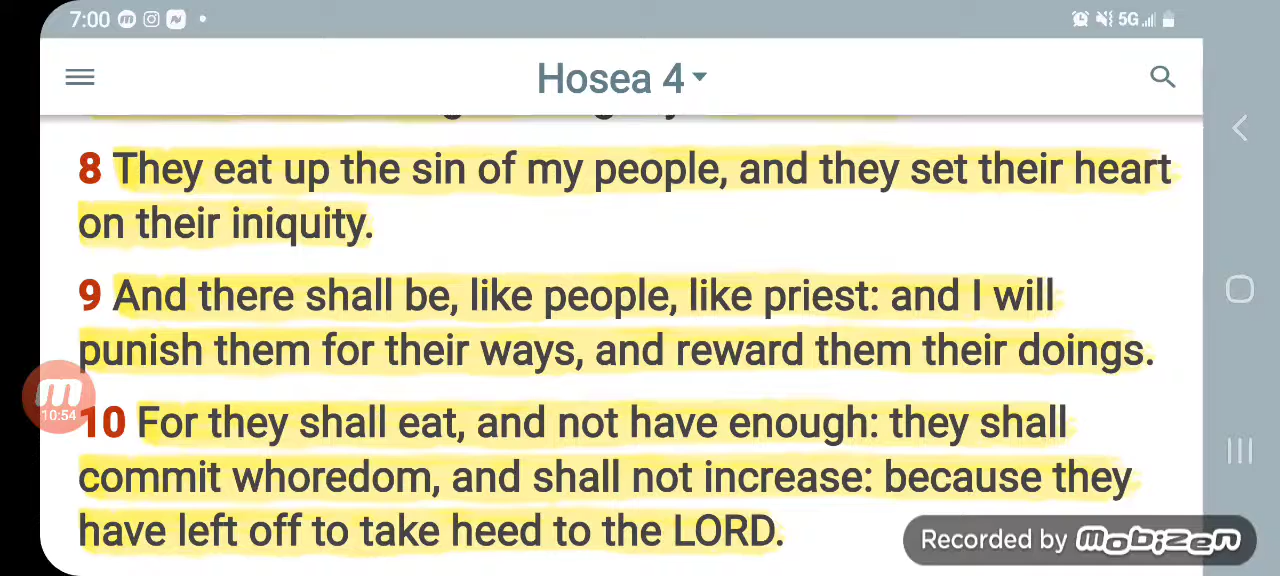 7:00
5G
Hosea 4
8 They eat up the sin of my people, and they set their heart
on their iniquity.
9 And there shall be, like people, like priest: and I will
punish them for their ways, and reward them their doings.
10:54
10 For they shall eat, and not have enough: they shall
commit whoredom, and shall not increase: because they
have left off to take heed to the LORD.
Recorded by mobizen